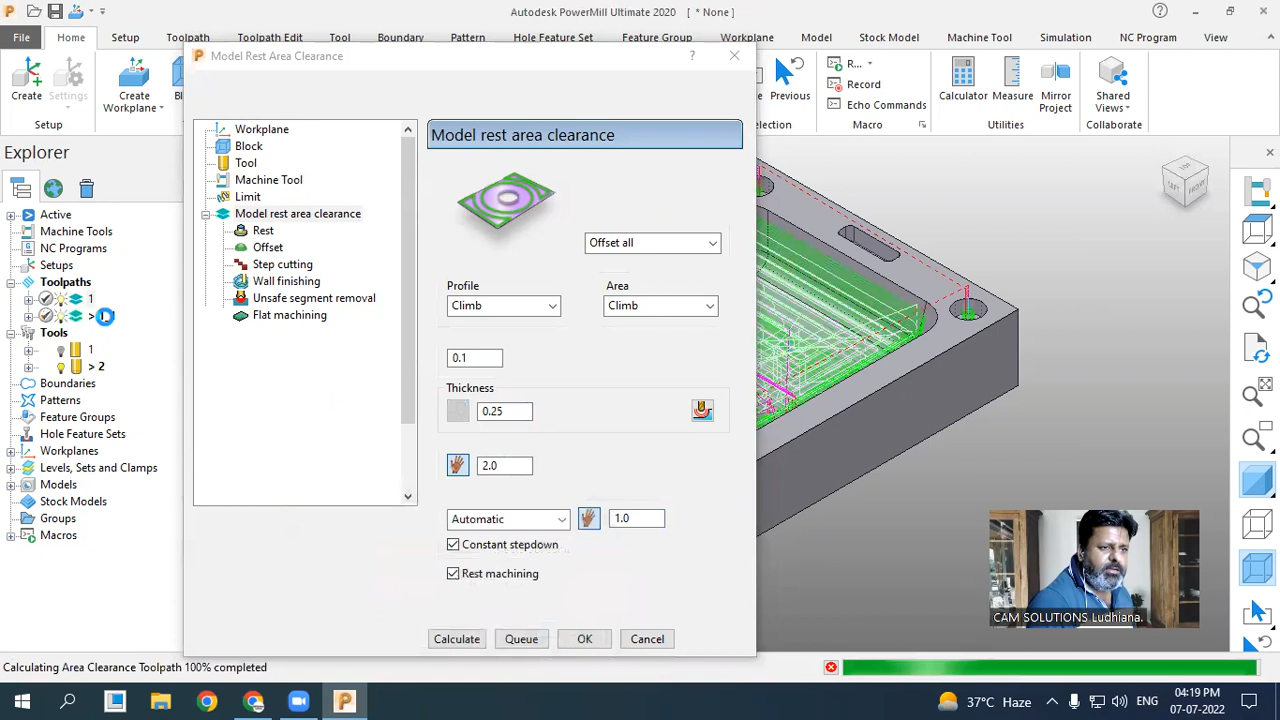 Autodesk PowerMill Ultimate 2020 [ * None ]
File Home Setup Toolpath Toolpath Edit Tool Boundary Pattern Hole Feature Set Feature Group Workplane Model Stock Model Machine Tool Simulation NC Program View
Create
Settings
Setup
Create
Workplane
Previous
R...
Record
Echo Commands
Macro
Calculator
Measure
Mirror
Project
Utilities
Shared
Views
Collaborate
Explorer
Active
Machine Tools
NC Programs
Setups
Toolpaths
1
>
Tools
1
> 2
Boundaries
Patterns
Feature Groups
Hole Feature Sets
Workplanes
Levels, Sets and Clamps
Models
Stock Models
Groups
Macros
Model Rest Area Clearance
Workplane
Block
Tool
Machine Tool
Limit
Model rest area clearance
Rest
Offset
Step cutting
Wall finishing
Unsafe segment removal
Flat machining
Model rest area clearance
Offset all
Profile
Area
Climb
Climb
0.1
Thickness
0.25
2.0
Automatic
1.0
Constant stepdown
Rest machining
Calculate Queue OK Cancel
TOP
LEFT
FRONT
CAM SOLUTIONS Ludhiana.
Calculating Area Clearance Toolpath 100% completed
37°C Haze
ENG
04:19 PM
07-07-2022